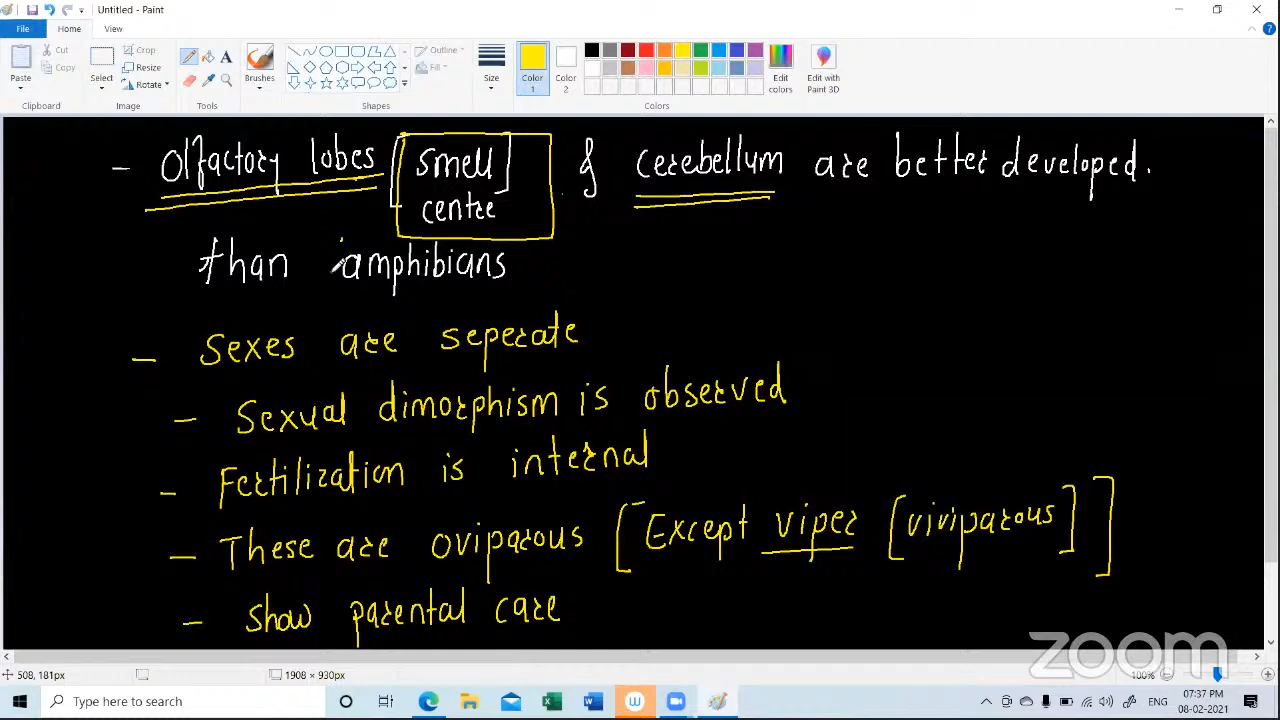 Untitled - Paint
File Home View
Cut
Copy
Paste
Clipboard
Crop
Resize
Rotate
Select
Image
Tools
Brushes
Outline
Fill
Shapes
Size
Color 1
Color 2
Edit colors
Edit with Paint 3D
Colors
- Olfactory lobes [smell] & cerebellum are better developed.
centre
than amphibians
- Sexes are seperate
- Sexual dimorphism is observed
- Fertilization is internal
- These are oviparous [Except viper [viviparous]]
- Show parental care
zoom
508, 181px
1908 × 930px
100%
Type here to search
ENG
07:37 PM
08-02-2021